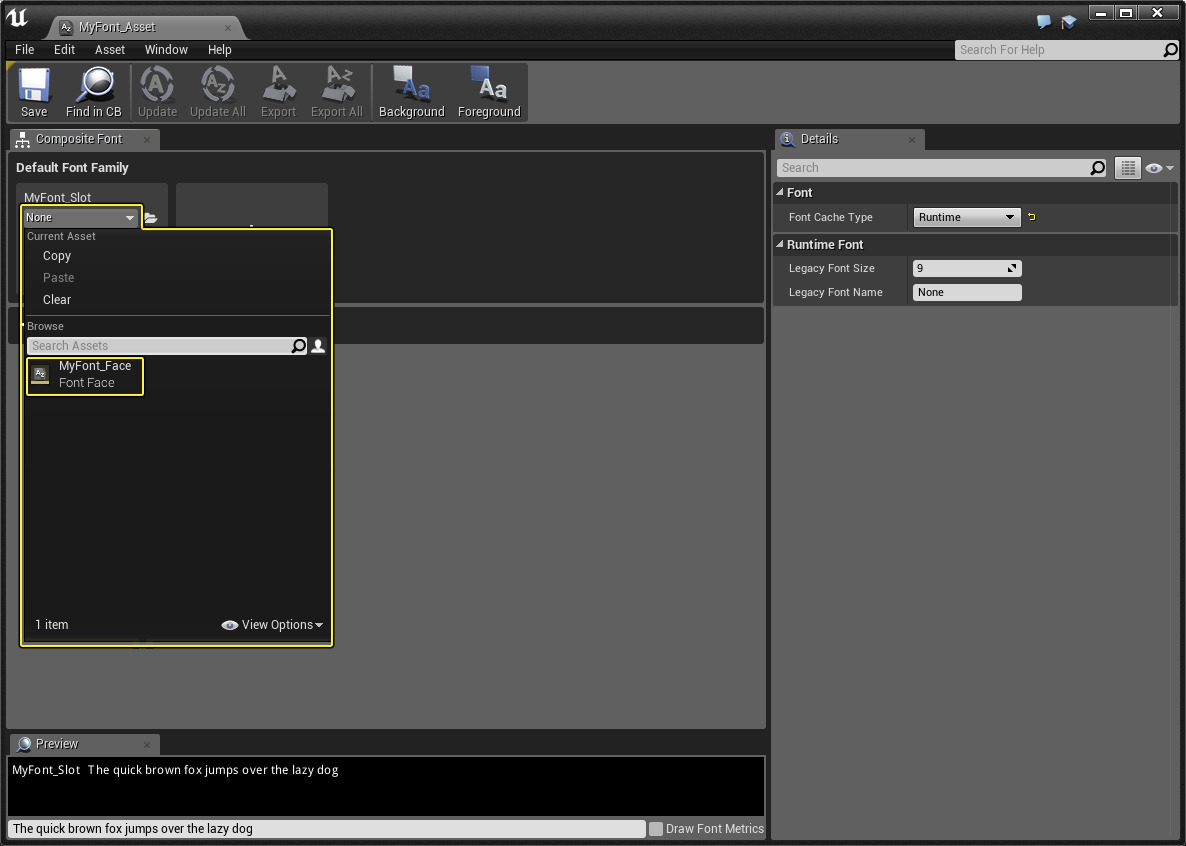 MyFont_Asset
File Edit Asset Window Help
Search For Help
Save Find in CB Update Update All Export Export All Background Foreground
Composite Font
Default Font Family
MyFont_Slot
None
Current Asset
Copy
Paste
Clear
Browse
Search Assets
MyFont_Face
Font Face
1 item View Options
Preview
MyFont_Slot The quick brown fox jumps over the lazy dog
The quick brown fox jumps over the lazy dog
Draw Font Metrics
Details
Search
Font
Font Cache Type Runtime
Runtime Font
Legacy Font Size 9
Legacy Font Name None